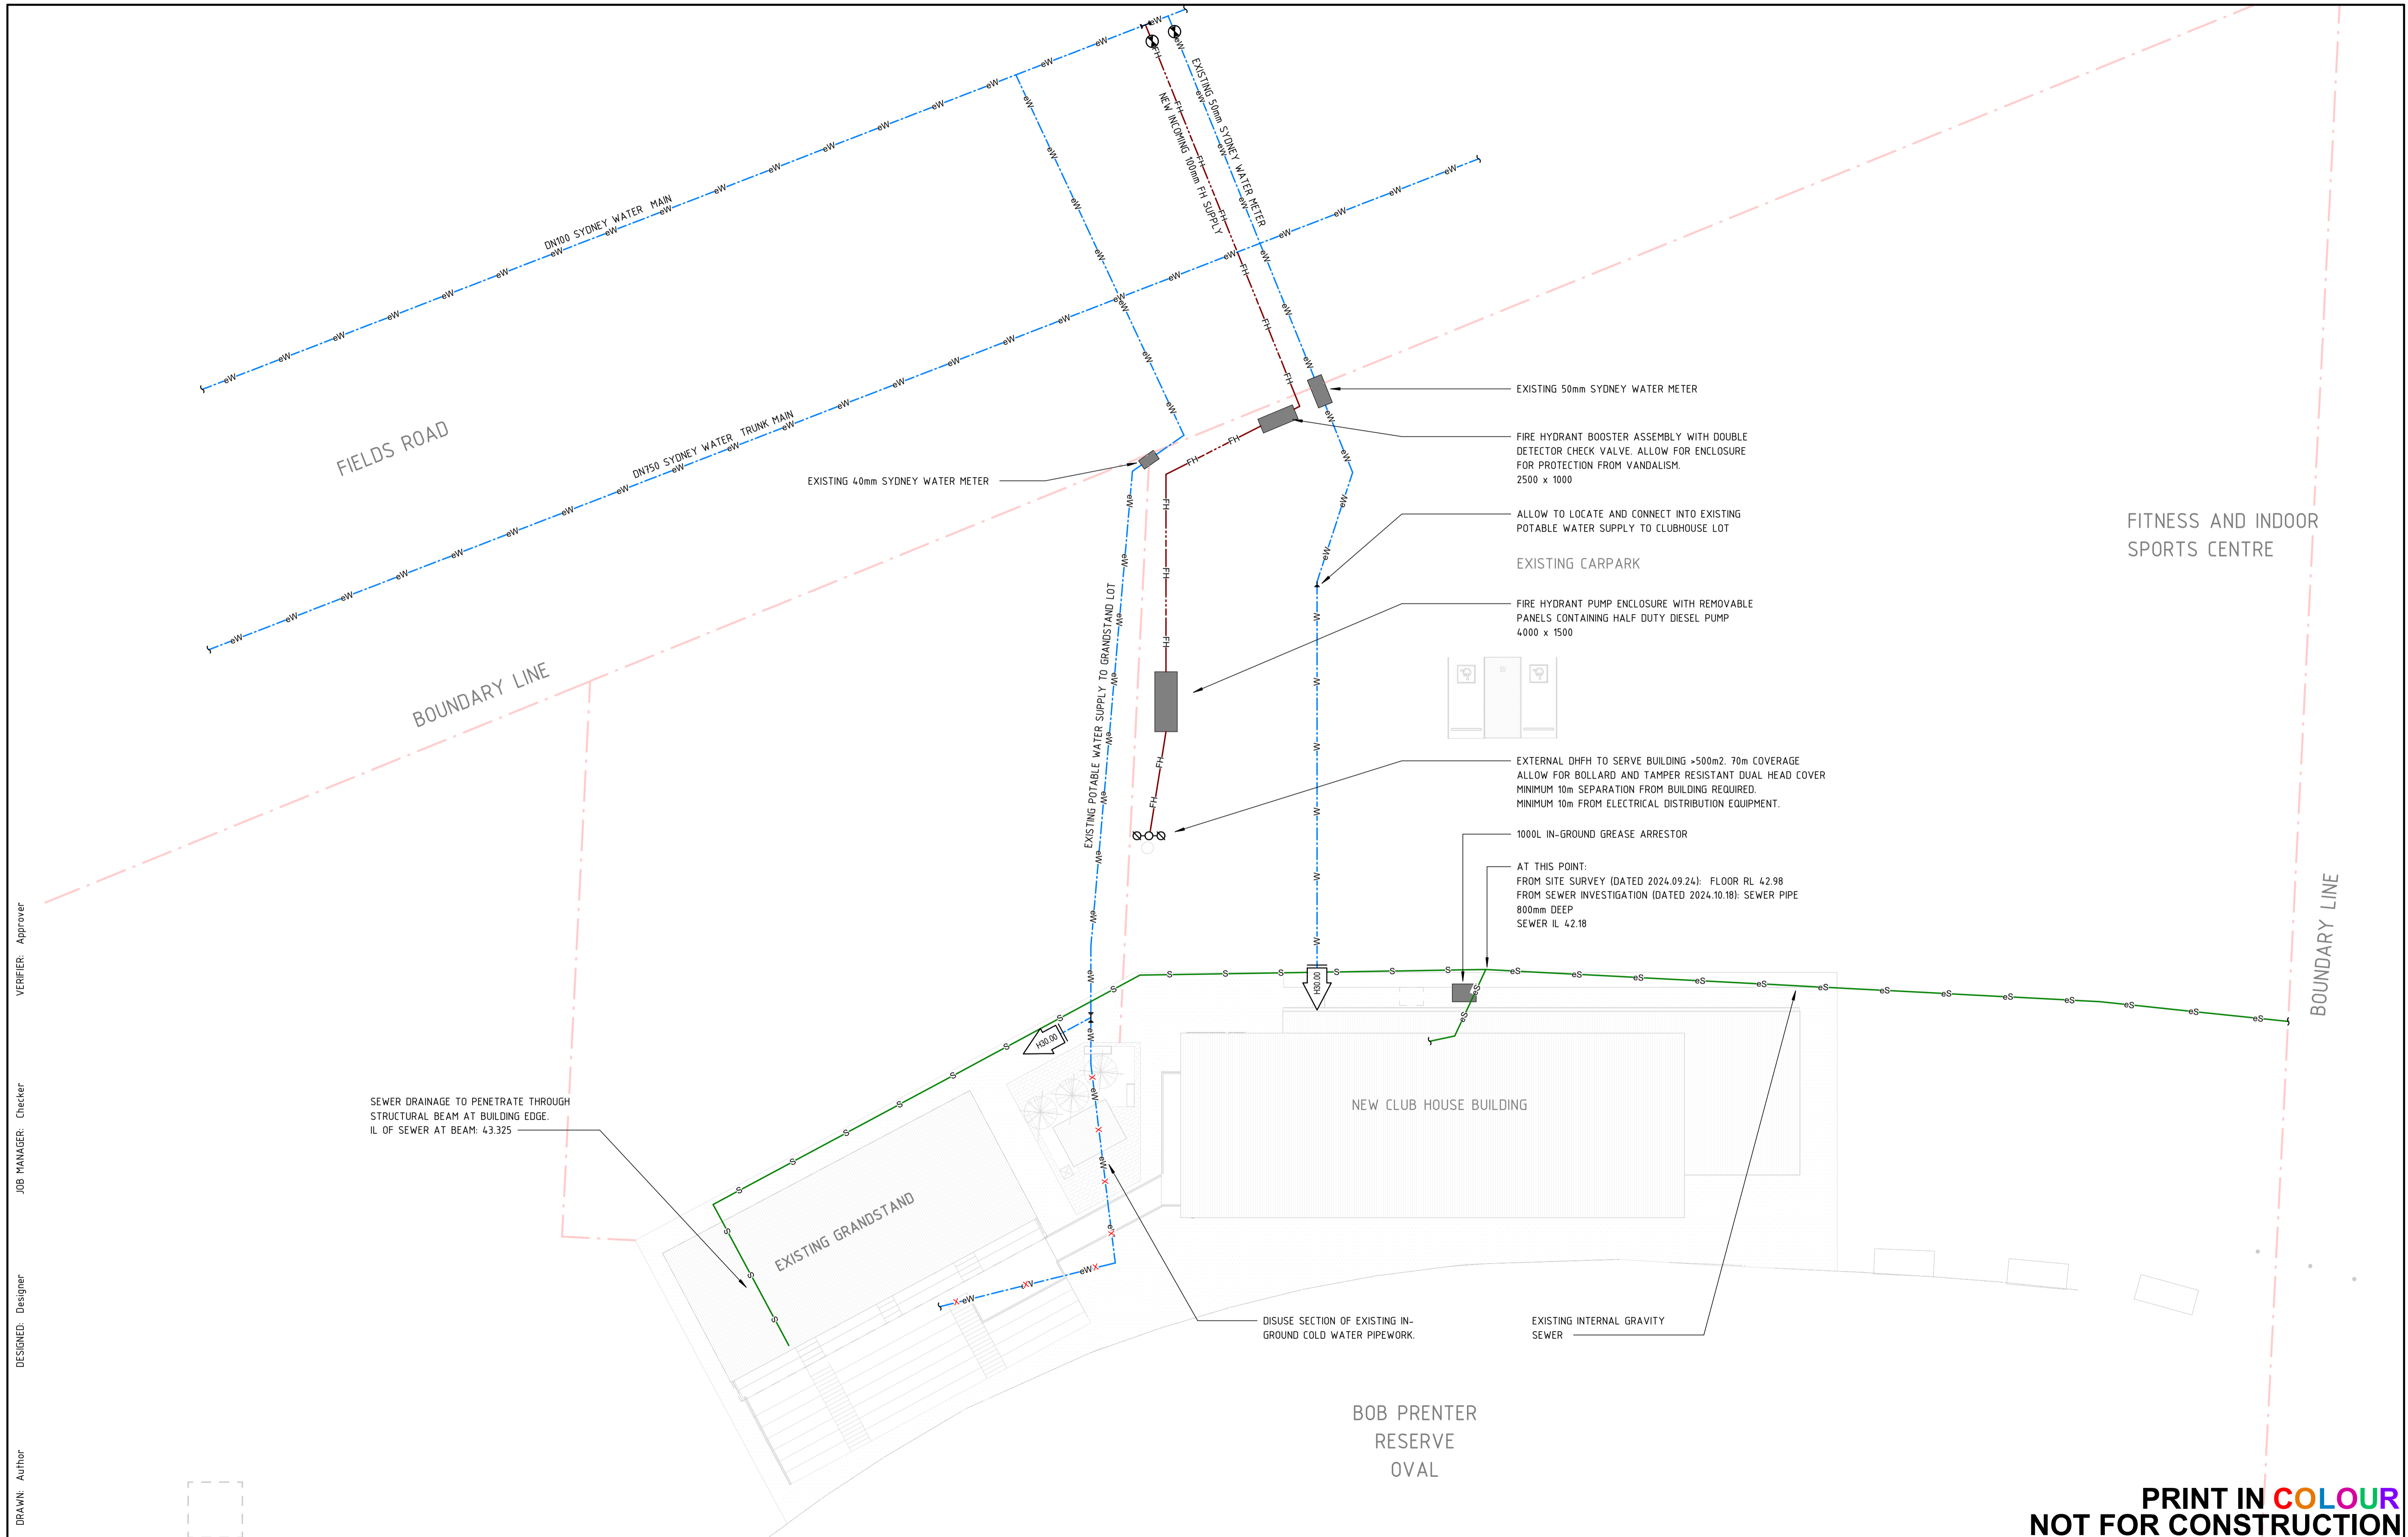 DN100 SYDNEY WATER MAIN
EXISTING 50mm SYDNEY WATER METER
NEW INCOMING 100mm FH SUPPLY
FIELDS ROAD
DN750 SYDNEY WATER TRUNK MAIN
BOUNDARY LINE
EXISTING 40mm SYDNEY WATER METER
EXISTING 50mm SYDNEY WATER METER
FIRE HYDRANT BOOSTER ASSEMBLY WITH DOUBLE
DETECTOR CHECK VALVE. ALLOW FOR ENCLOSURE
FOR PROTECTION FROM VANDALISM.
2500 x 1000
ALLOW TO LOCATE AND CONNECT INTO EXISTING
POTABLE WATER SUPPLY TO CLUBHOUSE LOT
EXISTING CARPARK
FITNESS AND INDOOR
SPORTS CENTRE
FIRE HYDRANT PUMP ENCLOSURE WITH REMOVABLE
PANELS CONTAINING HALF DUTY DIESEL PUMP
4000 x 1500
EXISTING POTABLE WATER SUPPLY TO GRANDSTAND LOT
EXTERNAL DHFH TO SERVE BUILDING >500m2. 70m COVERAGE
ALLOW FOR BOLLARD AND TAMPER RESISTANT DUAL HEAD COVER
MINIMUM 10m SEPARATION FROM BUILDING REQUIRED.
MINIMUM 10m FROM ELECTRICAL DISTRIBUTION EQUIPMENT.
1000L IN-GROUND GREASE ARRESTOR
AT THIS POINT:
FROM SITE SURVEY (DATED 2024.09.24): FLOOR RL 42.98
FROM SEWER INVESTIGATION (DATED 2024.10.18): SEWER PIPE
800mm DEEP
SEWER IL 42.18
BOUNDARY LINE
H30.00
H30.00
SEWER DRAINAGE TO PENETRATE THROUGH
STRUCTURAL BEAM AT BUILDING EDGE.
IL OF SEWER AT BEAM: 43.325
NEW CLUB HOUSE BUILDING
EXISTING GRANDSTAND
DISUSE SECTION OF EXISTING IN-
GROUND COLD WATER PIPEWORK.
EXISTING INTERNAL GRAVITY
SEWER
BOB PRENTER
RESERVE
OVAL
VERIFIER: Approver
JOB MANAGER: Checker
DESIGNED: Designer
DRAWN: Author
PRINT IN COLOUR
NOT FOR CONSTRUCTION